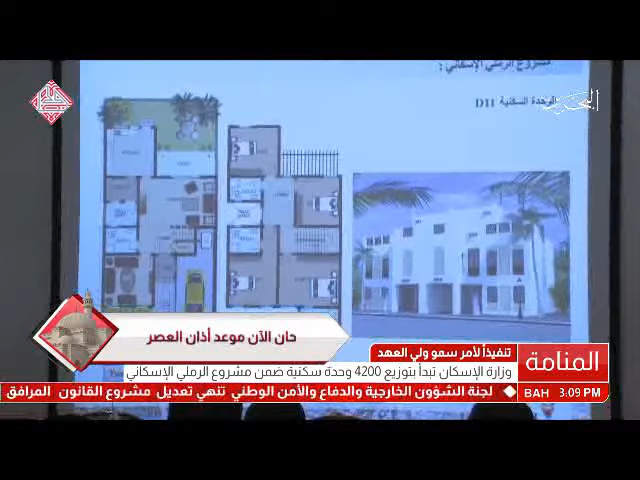 مشروع الرملي الإسكاني :
الوحدة السكنية D11
البحرين
حان الآن موعد أذان العصر
تنفيذاً لأمر سمو ولي العهد
المنامة
وزارة الإسكان تبدأ بتوزيع 4200 وحدة سكنية ضمن مشروع الرملي الإسكاني
لجنة الشؤون الخارجية والدفاع والأمن الوطني تنهي تعديل مشروع القانون المرافق
BAH 3:09 PM